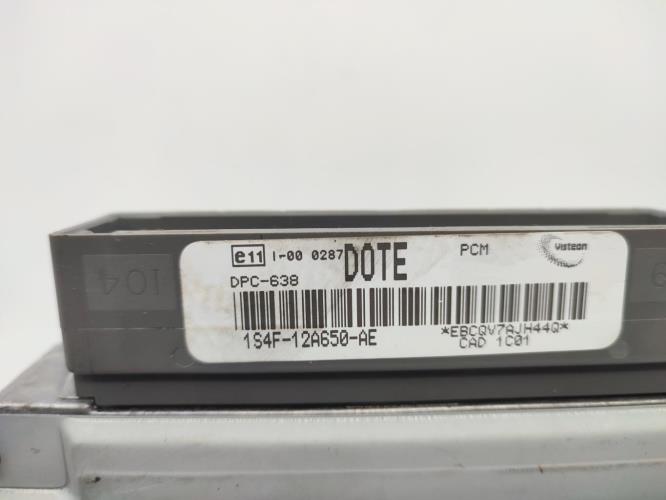 e11 I-00 0287 DOTE PCM Visteon
DPC-638
1S4F-12A650-AE *EBCQV7AJH44Q*
CAD 1C01
104